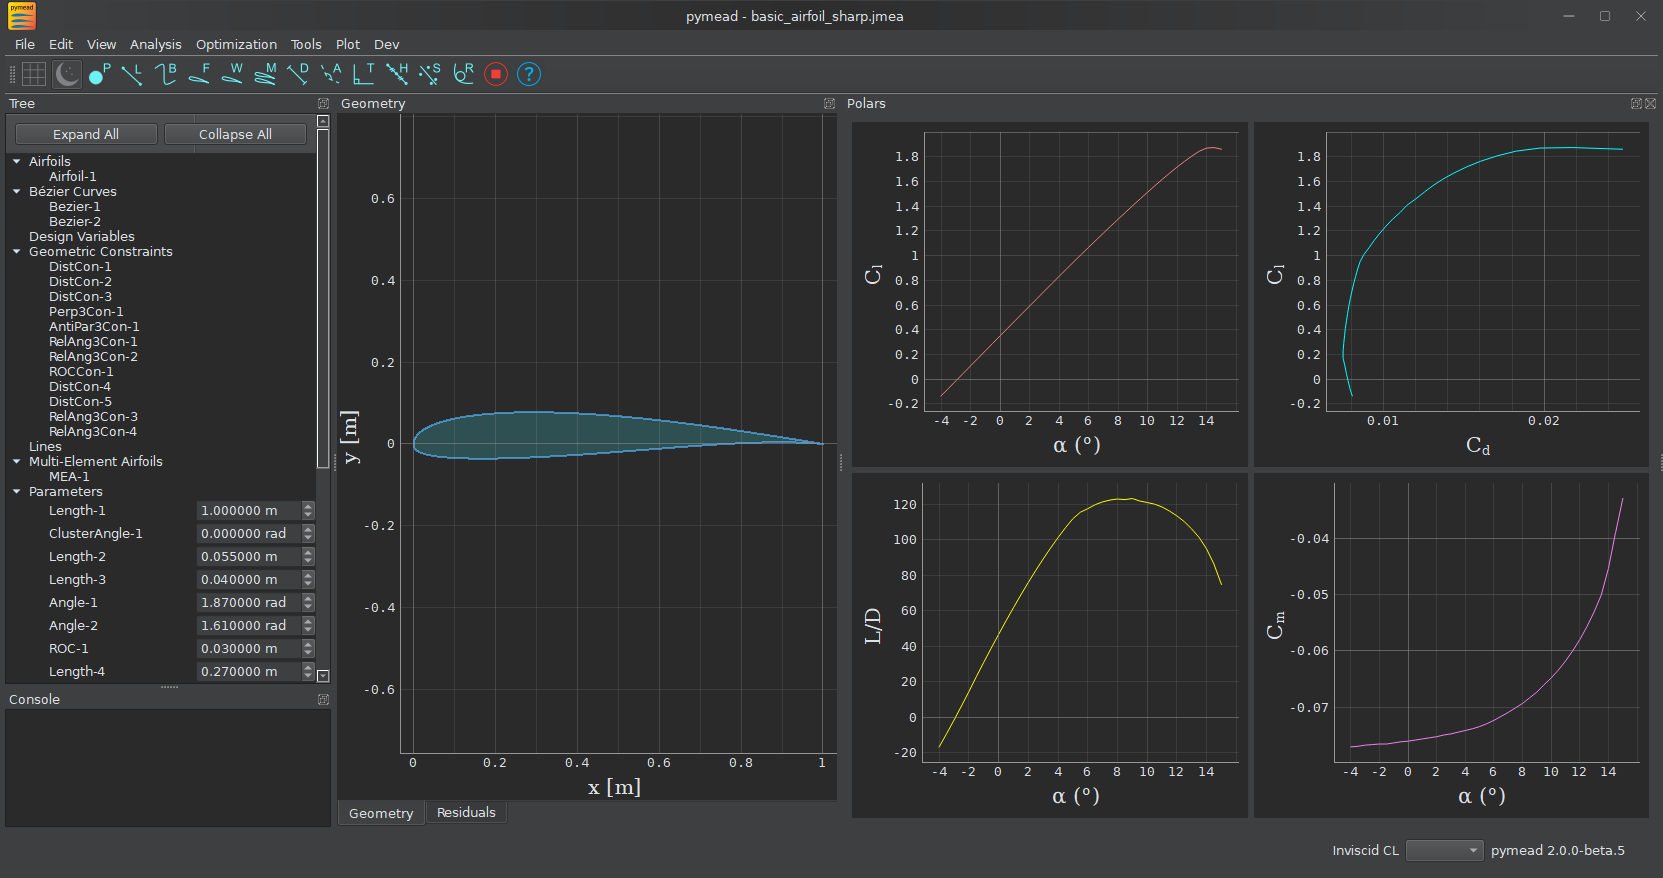 pymead
pymead - basic_airfoil_sharp.jmea
File Edit View Analysis Optimization Tools Plot Dev
P L B F W M D A T H S R ?
Tree
Expand All Collapse All
Airfoils
Airfoil-1
Bézier Curves
Bezier-1
Bezier-2
Design Variables
Geometric Constraints
DistCon-1
DistCon-2
DistCon-3
Perp3Con-1
AntiPar3Con-1
RelAng3Con-1
RelAng3Con-2
ROCCon-1
DistCon-4
DistCon-5
RelAng3Con-3
RelAng3Con-4
Lines
Multi-Element Airfoils
MEA-1
Parameters
Length-1 1.000000 m
ClusterAngle-1 0.000000 rad
Length-2 0.055000 m
Length-3 0.040000 m
Angle-1 1.870000 rad
Angle-2 1.610000 rad
ROC-1 0.030000 m
Length-4 0.270000 m
Console
Geometry
0.6
0.4
0.2
0
-0.2
-0.4
-0.6
y [m]
0 0.2 0.4 0.6 0.8 1
x [m]
Geometry Residuals
Polars
1.8
1.6
1.4
1.2
1
0.8
0.6
0.4
0.2
0
-0.2
Cl
-4 -2 0 2 4 6 8 10 12 14
α (°)
1.8
1.6
1.4
1.2
1
0.8
0.6
0.4
0.2
0
-0.2
Cl
0.01 0.02
Cd
120
100
80
60
40
20
0
-20
L/D
-4 -2 0 2 4 6 8 10 12 14
α (°)
-0.04
-0.05
-0.06
-0.07
Cm
-4 -2 0 2 4 6 8 10 12 14
α (°)
Inviscid CL pymead 2.0.0-beta.5